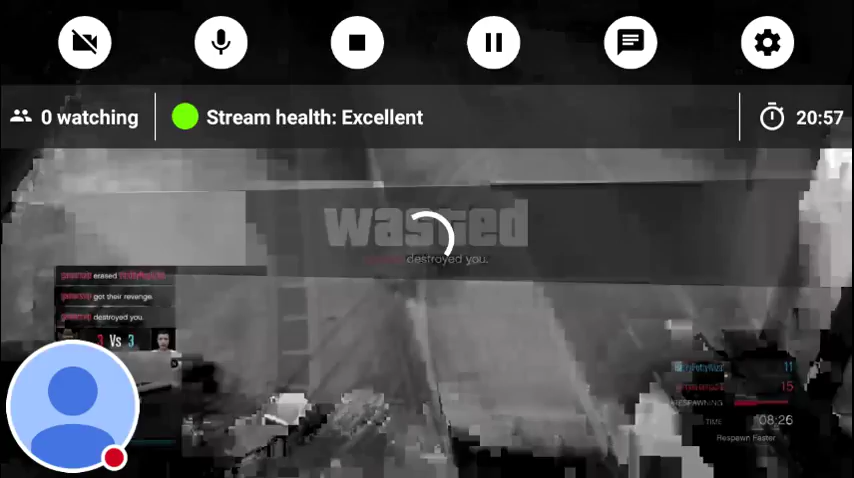 0 watching
Stream health: Excellent
20:57
wasted
destroyed you.
erased
got their revenge.
destroyed you.
3 Vs 3
11
15
RESPAWNING
TIME 08:26
Respawn Faster